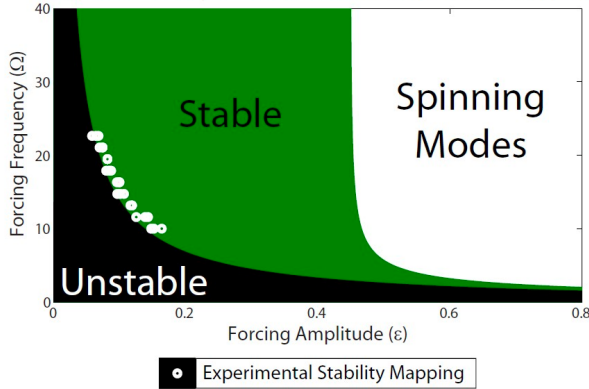 40
30
20
10
0
Forcing Frequency (Ω)
Stable
Spinning
Modes
Unstable
0
0.2
0.4
0.6
0.8
Forcing Amplitude (ε)
Experimental Stability Mapping